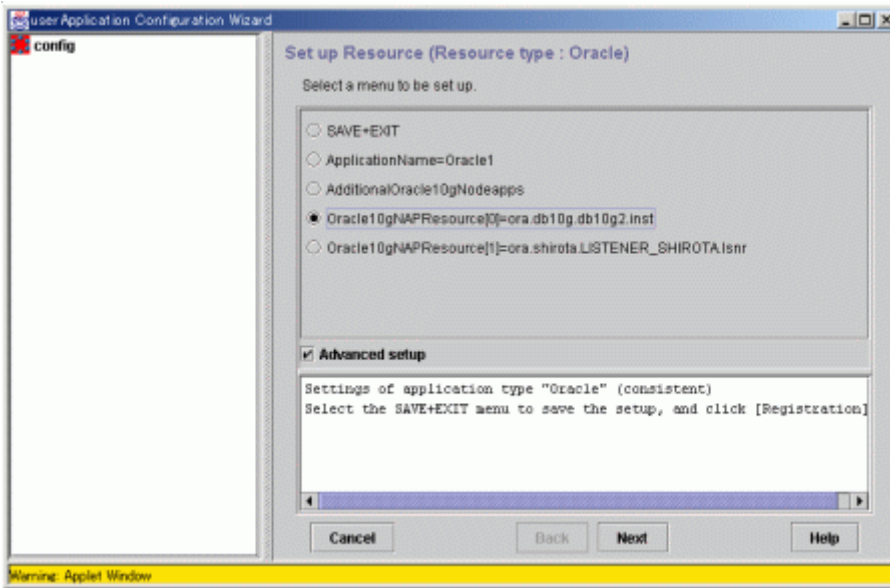 userApplication Configuration Wizard
config
Set up Resource (Resource type : Oracle)
Select a menu to be set up.
SAVE+EXIT
ApplicationName=Oracle1
AdditionalOracle10gNodeapps
Oracle10gNAPResource[0]=ora.db10g.db10g2.inst
Oracle10gNAPResource[1]=ora.shirota.LISTENER_SHIROTA.lsnr
Advanced setup
Settings of application type "Oracle" (consistent)
Select the SAVE+EXIT menu to save the setup, and click [Registration]
Cancel
Back
Next
Help
Warning: Applet Window